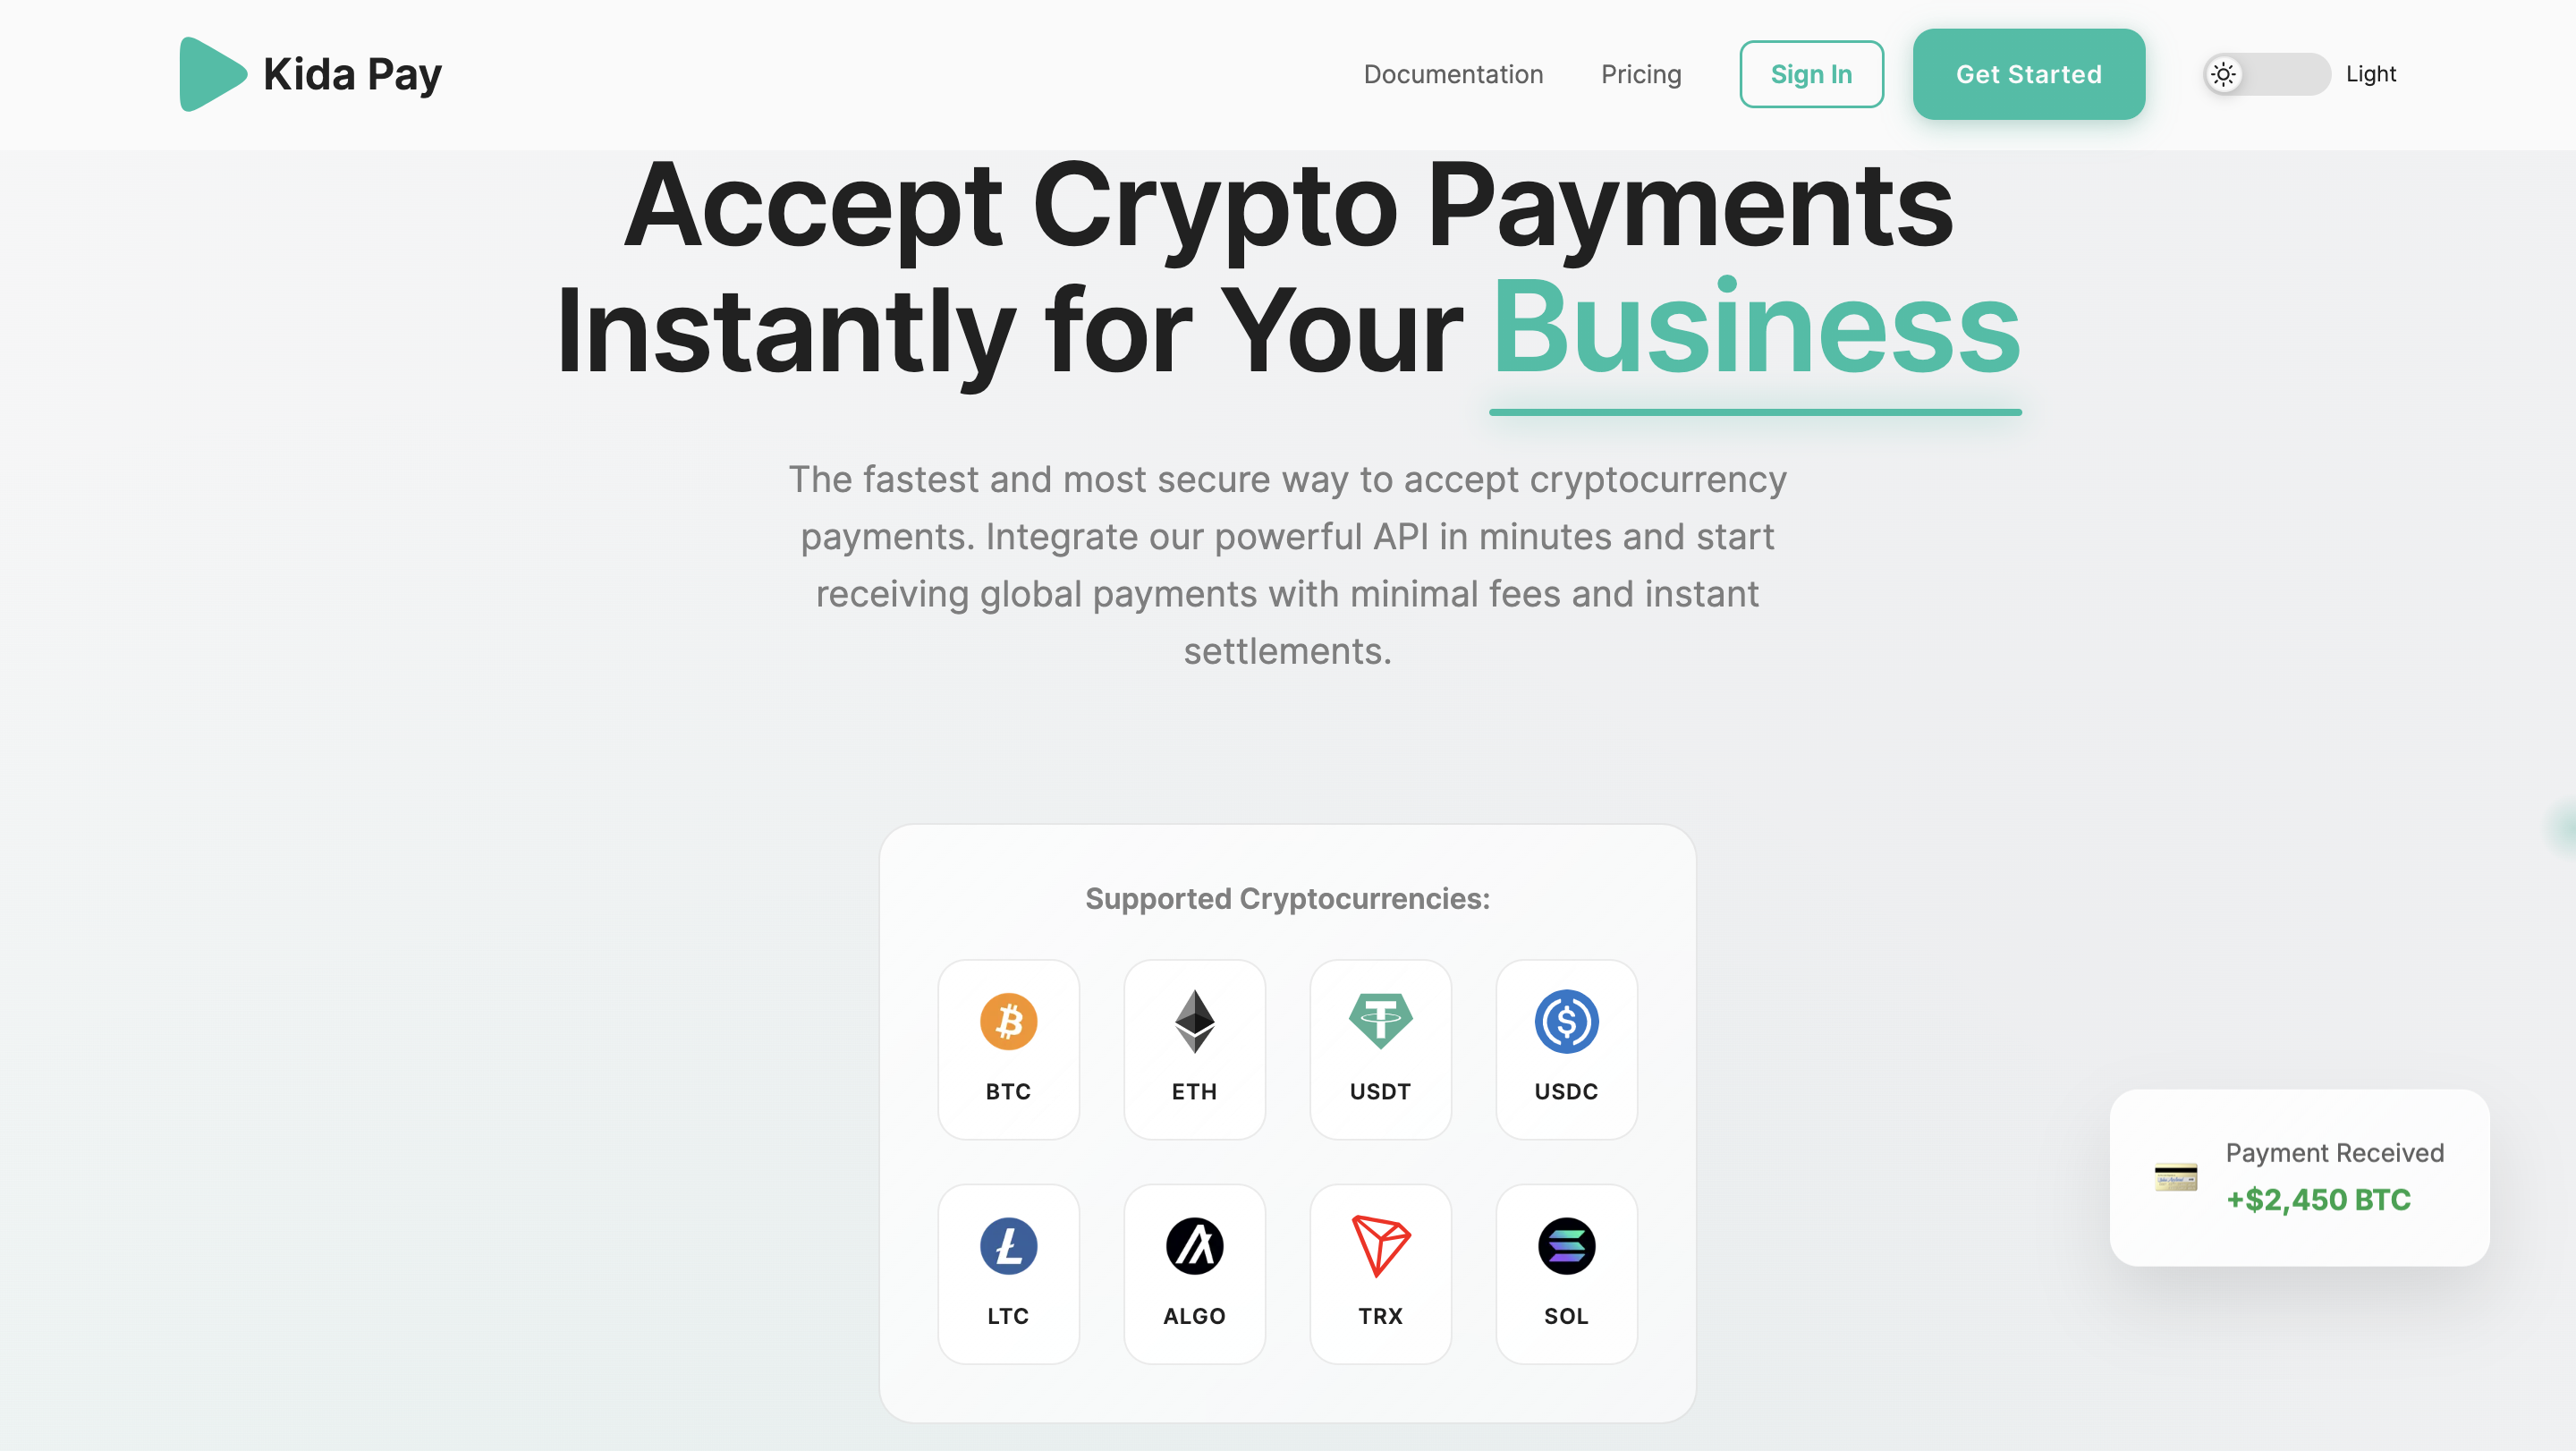 Kida Pay
Documentation
Pricing
Sign In
Get Started
Light
Accept Crypto Payments
Instantly for Your Business
The fastest and most secure way to accept cryptocurrency
payments. Integrate our powerful API in minutes and start
receiving global payments with minimal fees and instant
settlements.
Supported Cryptocurrencies:
BTC
ETH
USDT
USDC
LTC
ALGO
TRX
SOL
Payment Received
+$2,450 BTC